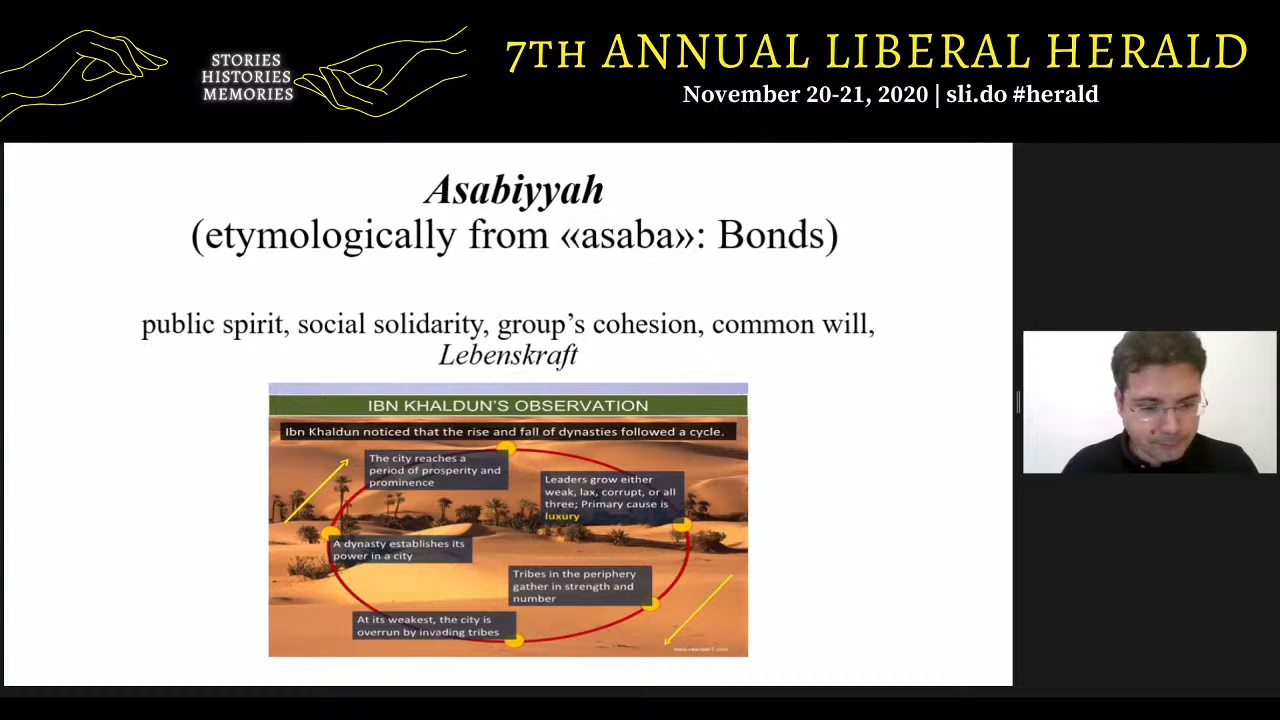 STORIES
HISTORIES
MEMORIES
7TH ANNUAL LIBERAL HERALD
November 20-21, 2020 | sli.do #herald
Asabiyyah
(etymologically from «asaba»: Bonds)
public spirit, social solidarity, group's cohesion, common will,
Lebenskraft
IBN KHALDUN'S OBSERVATION
Ibn Khaldun noticed that the rise and fall of dynasties followed a cycle.
The city reaches a
period of prosperity and
prominence
Leaders grow either
weak, lax, corrupt, or all
three; Primary cause is
luxury
A dynasty establishes its
power in a city
Tribes in the periphery
gather in strength and
number
At its weakest, the city is
overrun by invading tribes